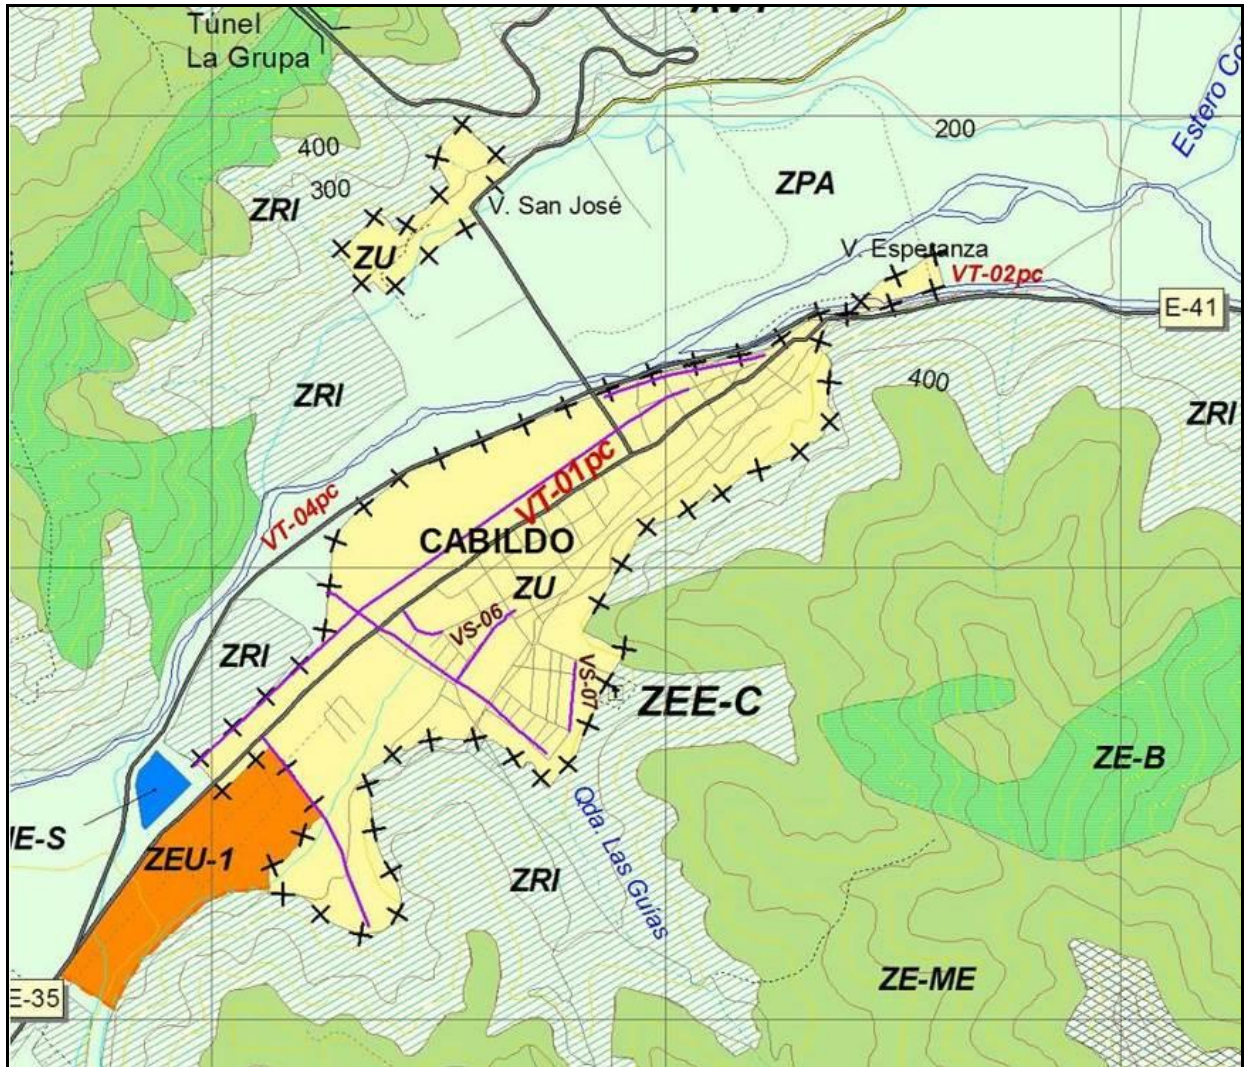 Túnel
La Grupa
200
400
300
ZRI
ZPA
V. San José
V. Esperanza
ZU
VT-02pc
E-41
400
ZRI
ZRI
VT-01pc
VT-04pc
CABILDO
ZU
VS-06
ZRI
VS-07
ZEE-C
ZE-B
IE-S
ZEU-1
Qda. Las Guías
ZRI
ZE-ME
E-35
Estero